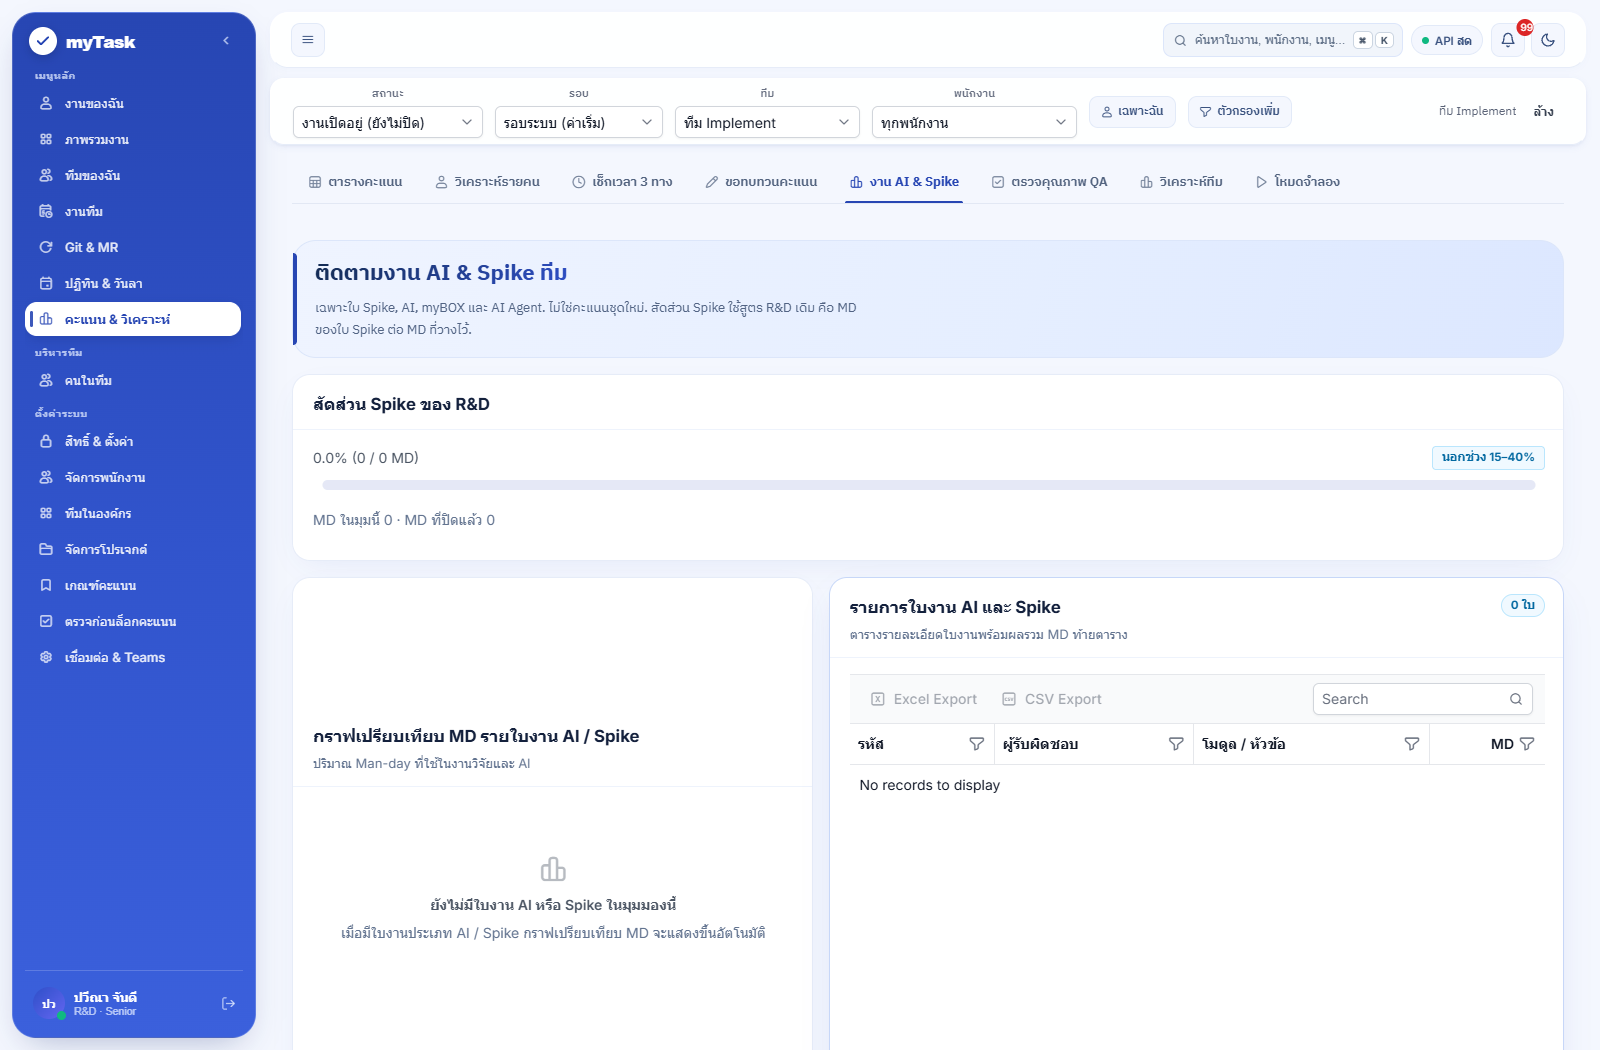 myTask
เมนูหลัก
งานของฉัน
ภาพรวมงาน
ทีมของฉัน
งานทีม
Git & MR
ปฏิทิน & วันลา
คะแนน & วิเคราะห์
บริหารทีม
คนในทีม
ตั้งค่าระบบ
สิทธิ์ & ตั้งค่า
จัดการพนักงาน
ทีมในองค์กร
จัดการโปรเจกต์
เกณฑ์คะแนน
ตรวจก่อนล็อกคะแนน
เชื่อมต่อ & Teams
ปว
ปวีณา จันดี
R&D · Senior
ค้นหาใบงาน, พนักงาน, เมนู... ⌘ K
API สด
99
สถานะ รอบ ทีม พนักงาน
งานเปิดอยู่ (ยังไม่ปิด) รอบระบบ (ค่าเริ่ม) ทีม Implement ทุกพนักงาน เฉพาะฉัน ตัวกรองเพิ่ม ทีม Implement ล้าง
ตารางคะแนน วิเคราะห์รายคน เช็กเวลา 3 ทาง ขอทบทวนคะแนน งาน AI & Spike ตรวจคุณภาพ QA วิเคราะห์ทีม โหมดจำลอง
ติดตามงาน AI & Spike ทีม
เฉพาะใบ Spike, AI, myBOX และ AI Agent. ไม่ใช่คะแนนชุดใหม่. สัดส่วน Spike ใช้สูตร R&D เดิม คือ MD
ของใบ Spike ต่อ MD ที่วางไว้.
สัดส่วน Spike ของ R&D
0.0% (0 / 0 MD)
นอกช่วง 15–40%
MD ในมุมนี้ 0 · MD ที่ปิดแล้ว 0
กราฟเปรียบเทียบ MD รายใบงาน AI / Spike
ปริมาณ Man-day ที่ใช้ในงานวิจัยและ AI
ยังไม่มีใบงาน AI หรือ Spike ในมุมมองนี้
เมื่อมีใบงานประเภท AI / Spike กราฟเปรียบเทียบ MD จะแสดงขึ้นอัตโนมัติ
รายการใบงาน AI และ Spike
0 ใบ
ตารางรายละเอียดใบงานพร้อมผลรวม MD ท้ายตาราง
Excel Export CSV Export Search
รหัส ผู้รับผิดชอบ โมดูล / หัวข้อ MD
No records to display